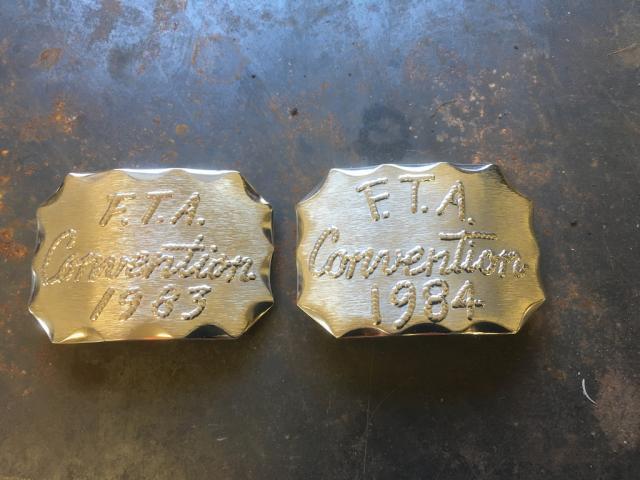 F.T.A.
Convention
1983
F.T.A.
Convention
1984